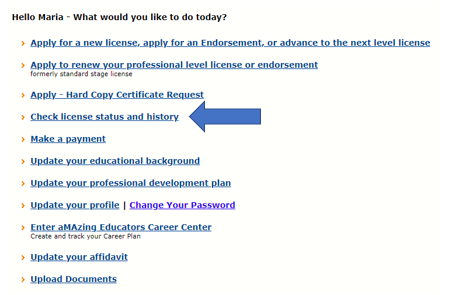 Hello Maria - What would you like to do today?
Apply for a new license, apply for an Endorsement, or advance to the next level license
Apply to renew your professional level license or endorsement
formerly standard stage license
Apply - Hard Copy Certificate Request
Check license status and history
Make a payment
Update your educational background
Update your professional development plan
Update your profile | Change Your Password
Enter aMAzing Educators Career Center
Create and track your Career Plan
Update your affidavit
Upload Documents